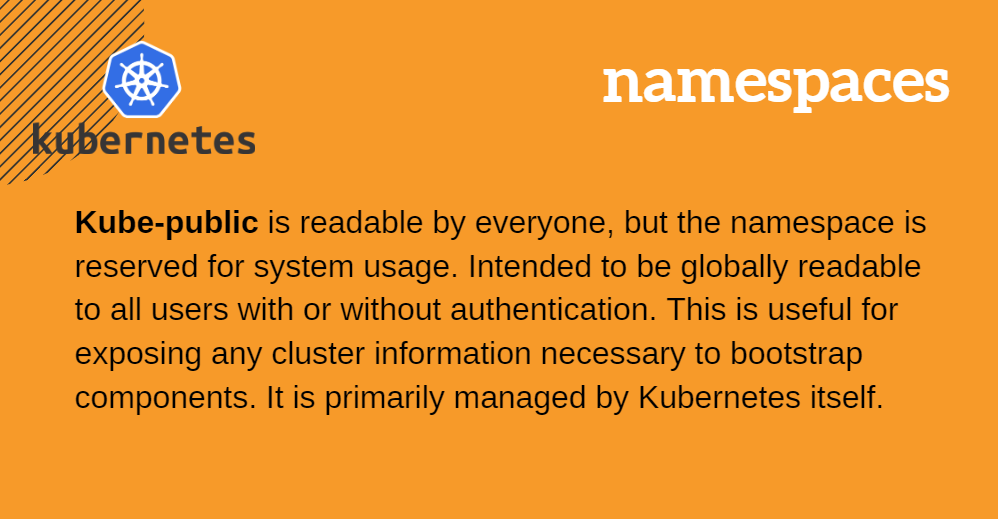 kubernetes
namespaces
Kube-public is readable by everyone, but the namespace is
reserved for system usage. Intended to be globally readable
to all users with or without authentication. This is useful for
exposing any cluster information necessary to bootstrap
components. It is primarily managed by Kubernetes itself.